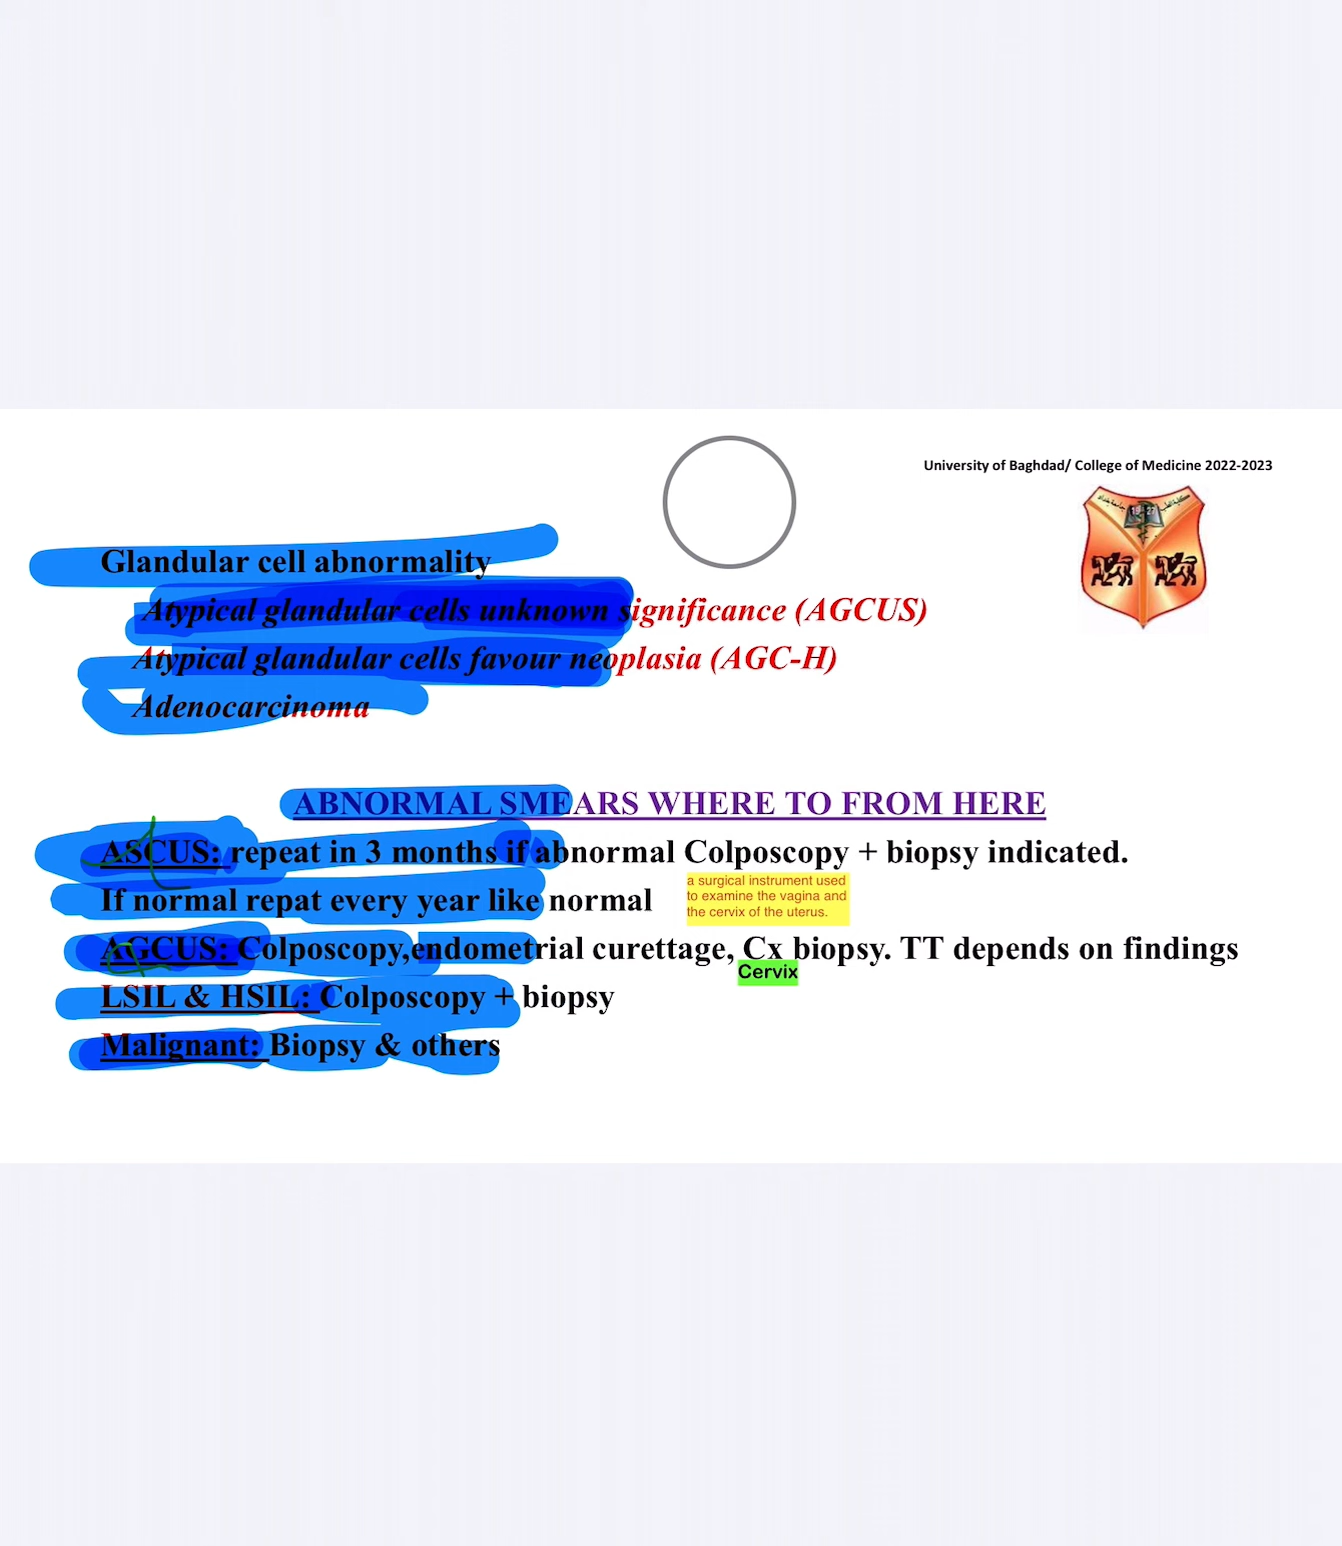 University of Baghdad/ College of Medicine 2022-2023
19 27
Glandular cell abnormality
Atypical glandular cells unknown significance (AGCUS)
Atypical glandular cells favour neoplasia (AGC-H)
Adenocarcinoma
ABNORMAL SMEARS WHERE TO FROM HERE
ASCUS: repeat in 3 months if abnormal Colposcopy + biopsy indicated.
If normal repat every year like normal
a surgical instrument used
to examine the vagina and
the cervix of the uterus.
AGCUS: Colposcopy,endometrial curettage, Cx biopsy. TT depends on findings
Cervix
LSIL & HSIL: Colposcopy + biopsy
Malignant: Biopsy & others